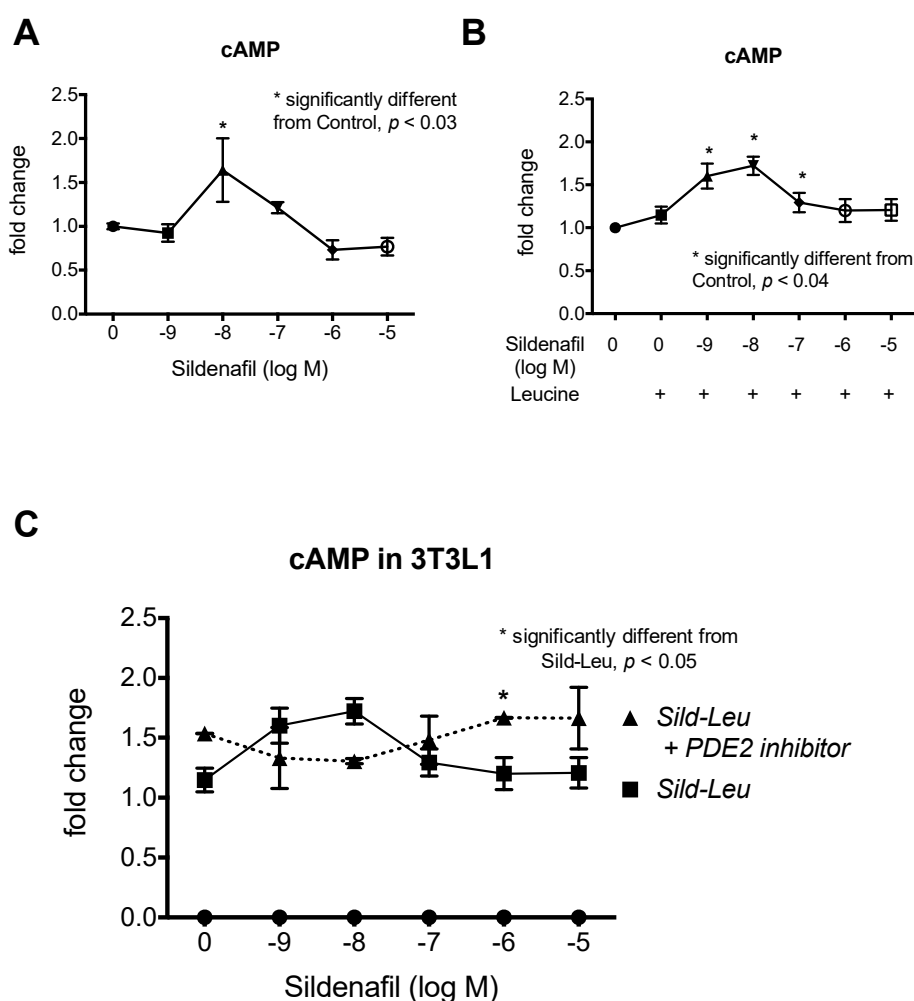 A
cAMP
* significantly different
from Control, p < 0.03
2.5
2.0
1.5
1.0
0.5
0.0
fold change
0 -9 -8 -7 -6 -5
Sildenafil (log M)
*
B
cAMP
2.5
2.0
1.5
1.0
0.5
0.0
fold change
* * *
* significantly different from
Control, p < 0.04
Sildenafil 0 0 -9 -8 -7 -6 -5
(log M)
Leucine + + + + + +
C
cAMP in 3T3L1
* significantly different from
Sild-Leu, p < 0.05
2.5
2.0
1.5
1.0
0.5
0.0
fold change
*
Sild-Leu
+ PDE2 inhibitor
Sild-Leu
0 -9 -8 -7 -6 -5
Sildenafil (log M)